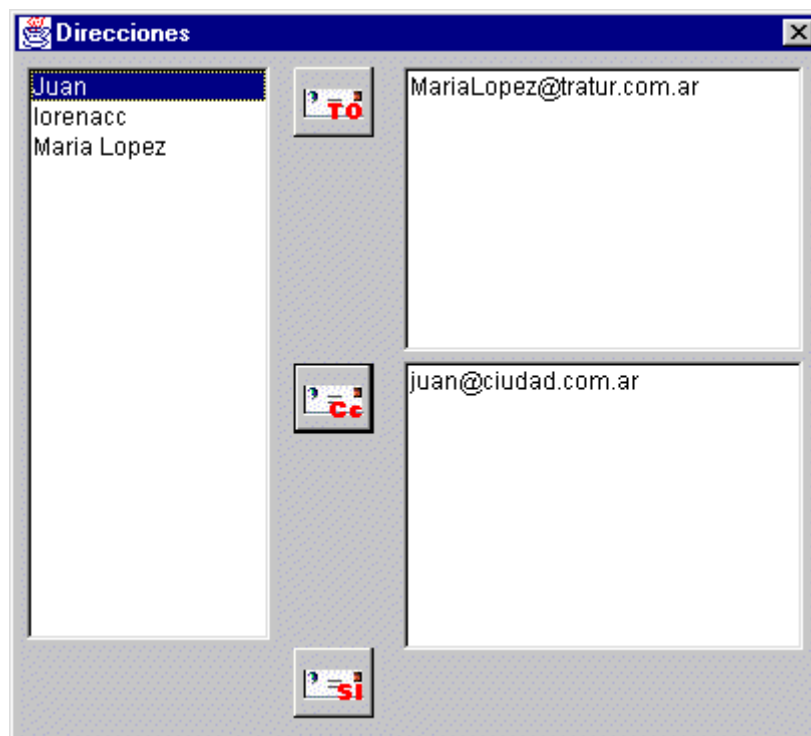 Direcciones
Juan
lorenacc
Maria Lopez
TO
MariaLopez@tratur.com.ar
Cc
juan@ciudad.com.ar
SI